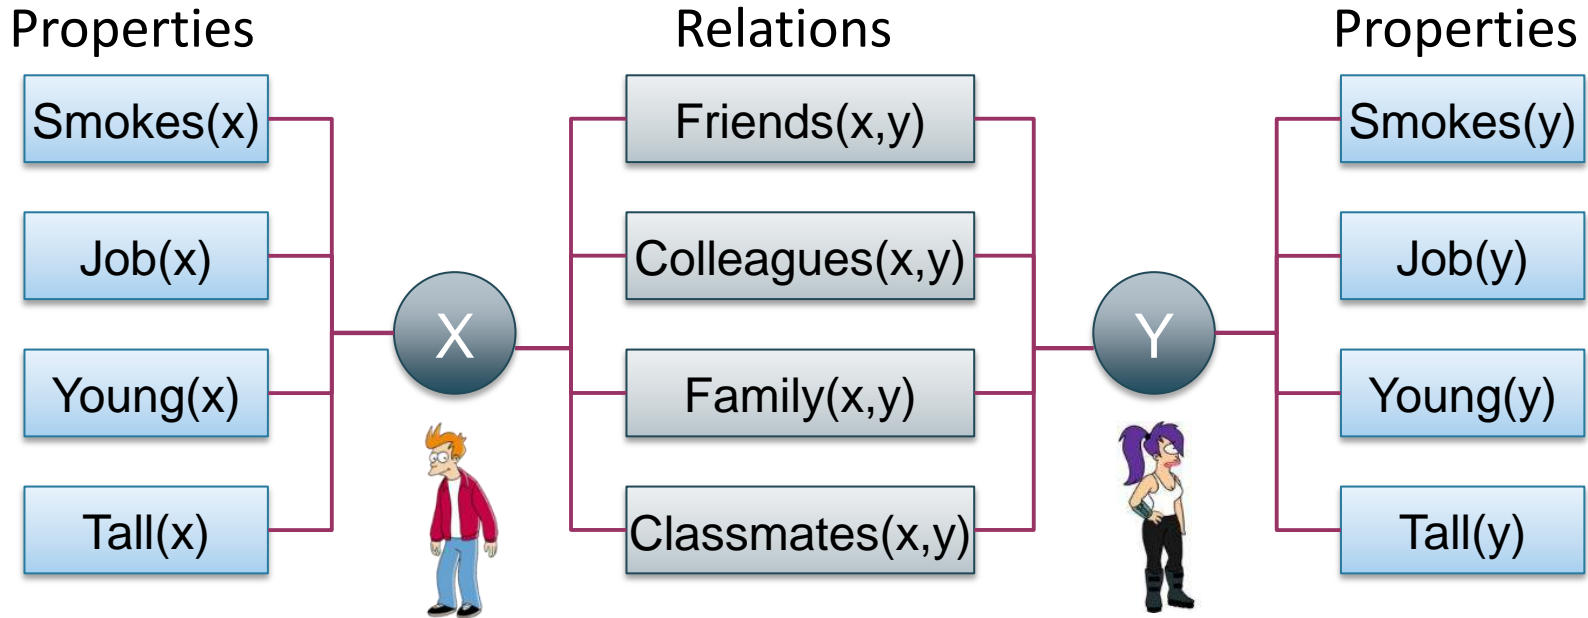 Properties
Relations
Properties
Smokes(x)
Friends(x,y)
Smokes(y)
Job(x)
Colleagues(x,y)
Job(y)
X
Y
Young(x)
Family(x,y)
Young(y)
Tall(x)
Classmates(x,y)
Tall(y)